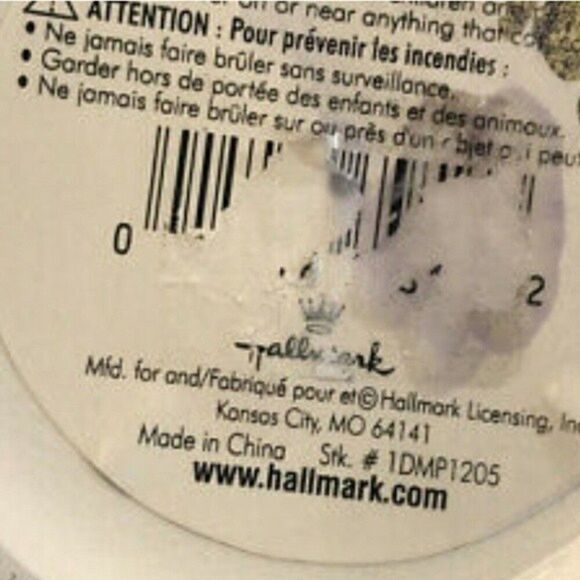 or near anything that
ATTENTION : Pour prévenir les incendies :
• Ne jamais faire brûler sans surveillance.
• Garder hors de portée des enfants et des animaux.
• Ne jamais faire brûler sur ou près d'un peut
0 2
Hallmark
Mfd. for and/Fabriqué pour et©Hallmark Licensing, Inc
Kansas City, MO 64141
Made in China Stk. # 1DMP1205
www.hallmark.com